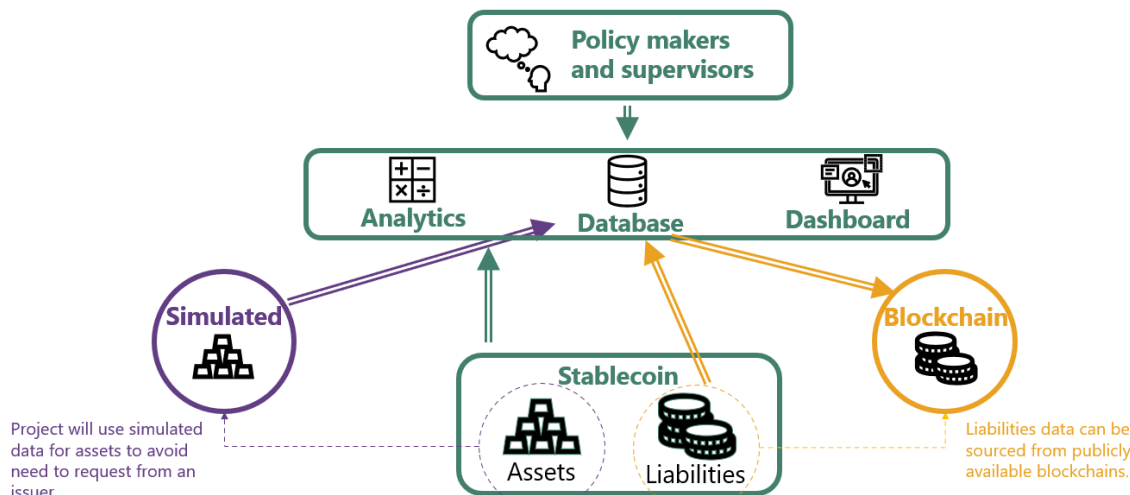 Policy makers
and supervisors
Analytics
Database
Dashboard
Simulated
Blockchain
Stablecoin
Assets
Liabilities
Project will use simulated
data for assets to avoid
need to request from an
issuer
Liabilities data can be
sourced from publicly
available blockchains.